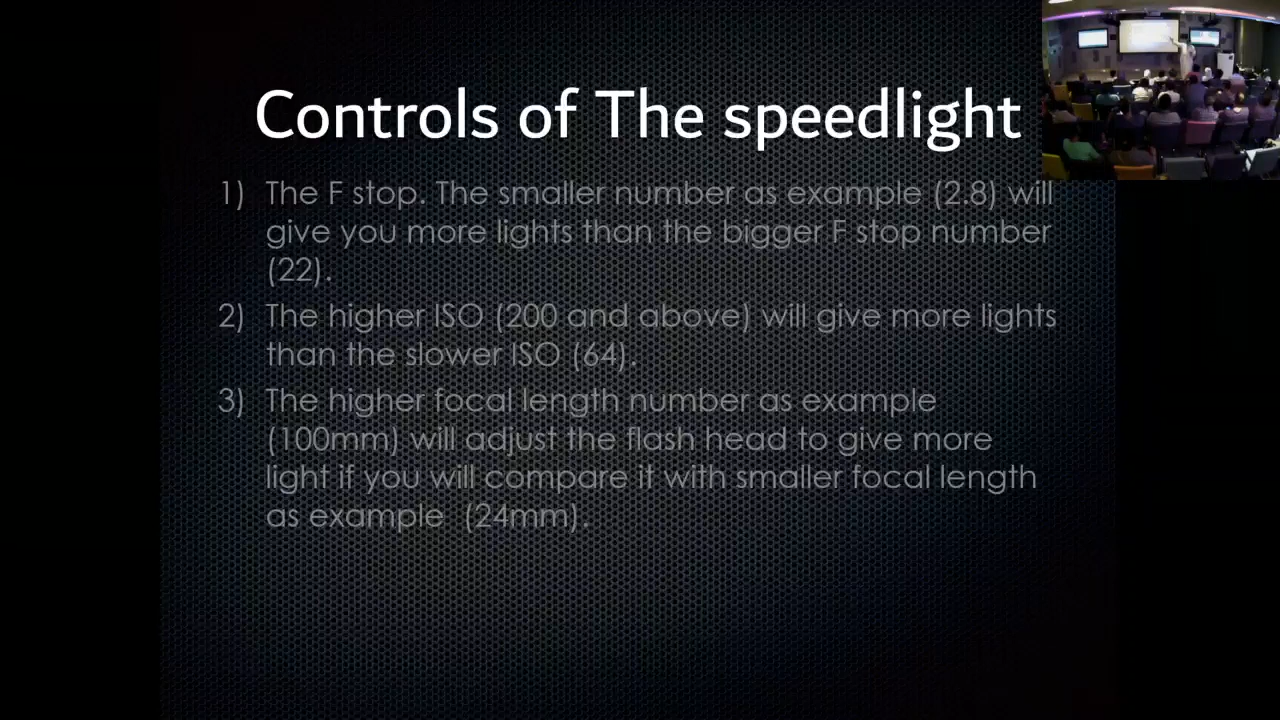 Controls of The speedlight
1) The F stop. The smaller number as example (2.8) will
give you more lights than the bigger F stop number
(22).
2) The higher ISO (200 and above) will give more lights
than the slower ISO (64).
3) The higher focal length number as example
(100mm) will adjust the flash head to give more
light if you will compare it with smaller focal length
as example  (24mm).